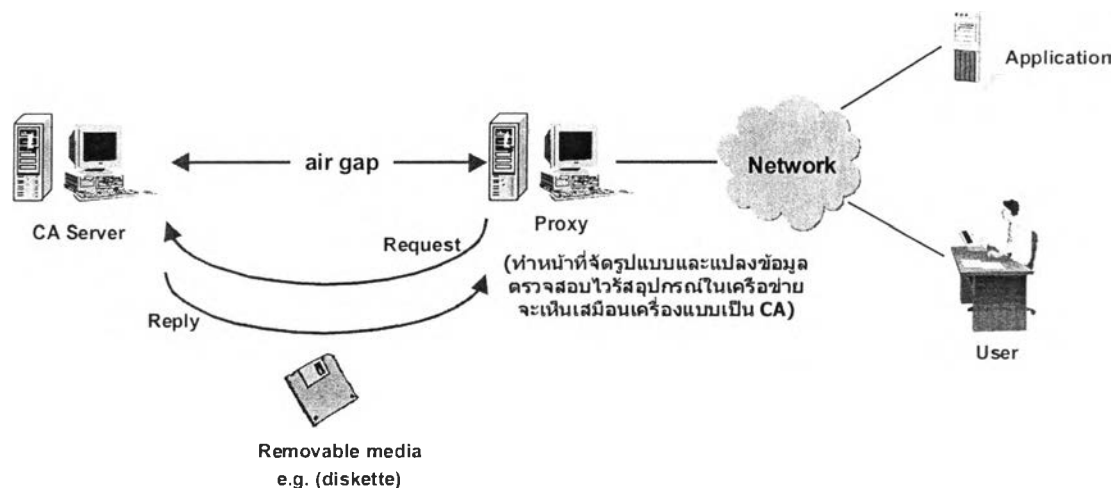 Application
air gap
Network
CA Server
Proxy
Request
(ทำหน้าที่จัดรูปแบบและแปลงข้อมูล
ตรวจสอบไวรัสอุปกรณ์ในเครือข่าย
จะเห็นเสมือนเครื่องแบบเป็น CA)
Reply
User
Removable media
e.g. (diskette)